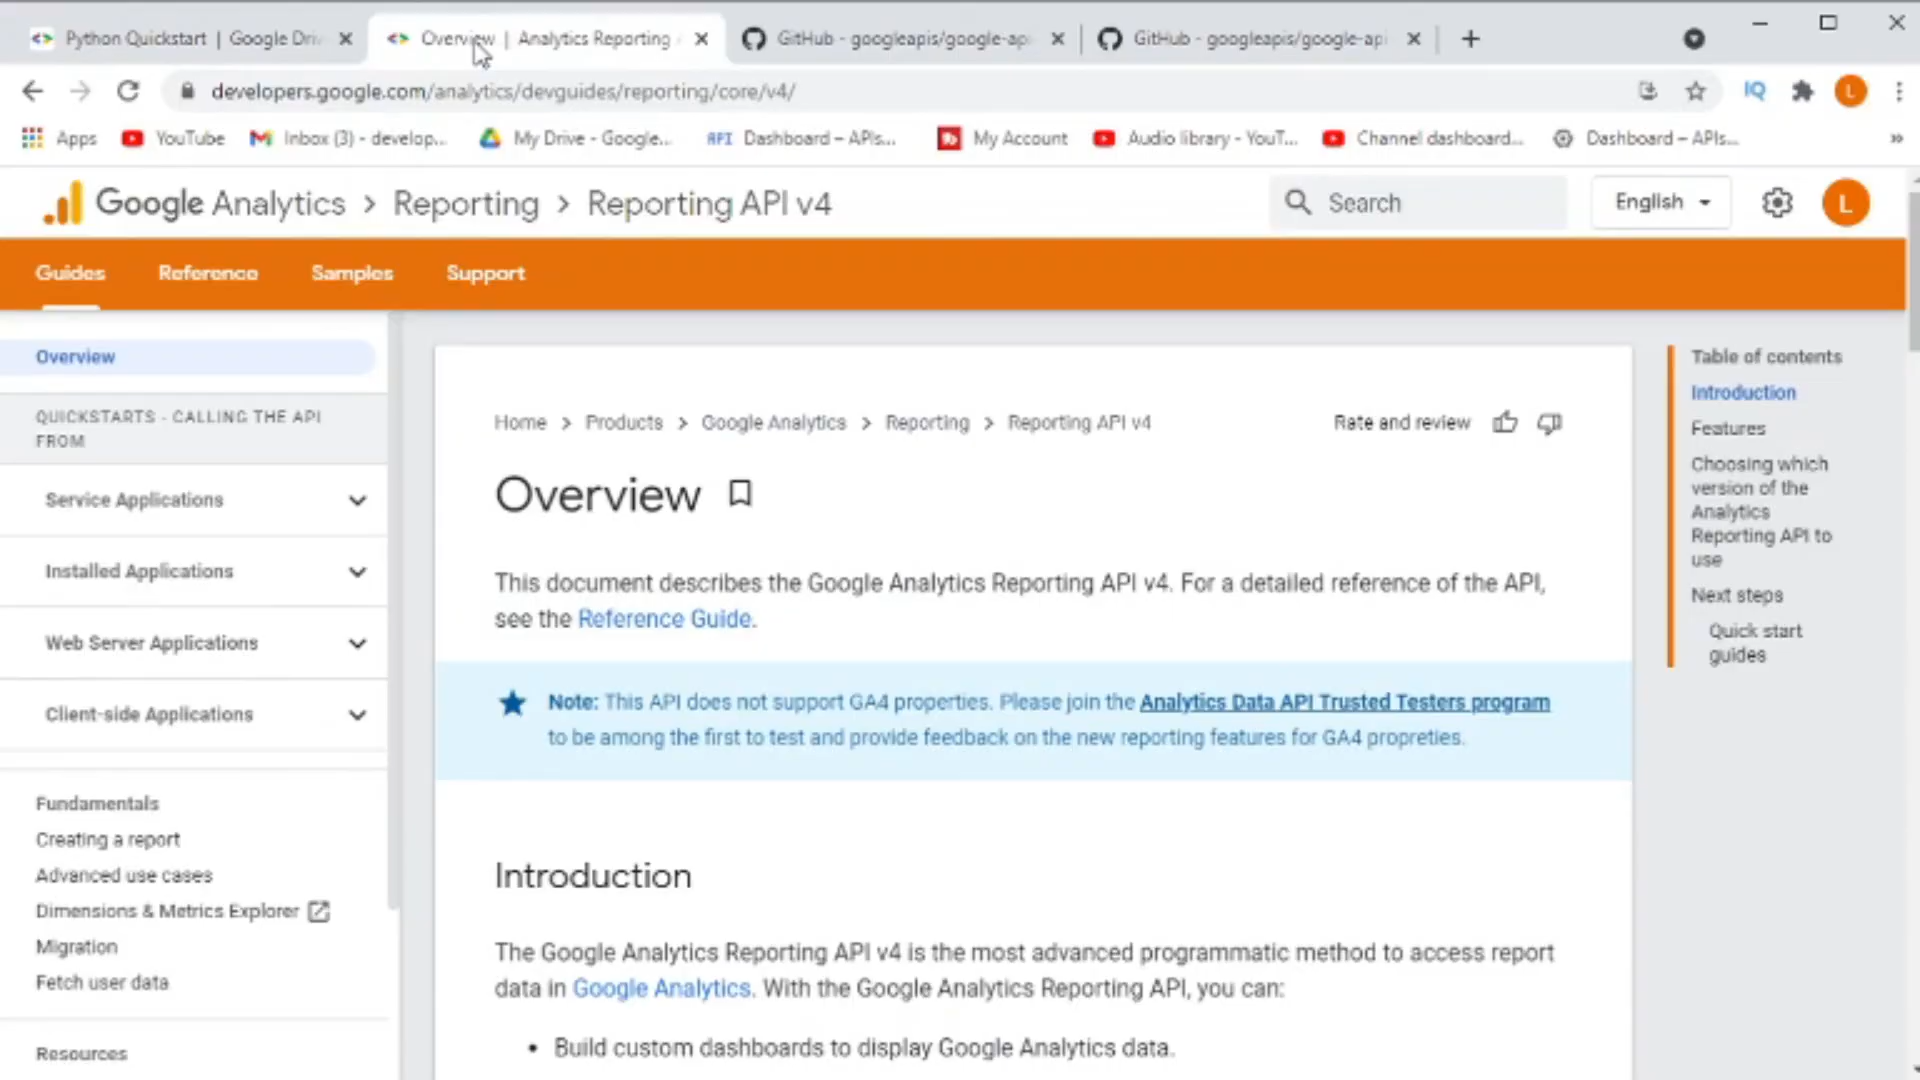 Python Quickstart | Google Driv
Overview | Analytics Reporting
GitHub - googleapis/google-api
GitHub - googleapis/google-api
developers.google.com/analytics/devguides/reporting/core/v4/
IQ
L
Apps
YouTube
Inbox (3) - develop...
My Drive - Google...
API Dashboard – APIs...
My Account
Audio library - YouT...
Channel dashboard...
Dashboard – APIs...
»
Google Analytics > Reporting > Reporting API v4
Search
English
L
Guides
Reference
Samples
Support
Overview
QUICKSTARTS - CALLING THE API
FROM
Service Applications
Installed Applications
Web Server Applications
Client-side Applications
Fundamentals
Creating a report
Advanced use cases
Dimensions & Metrics Explorer
Migration
Fetch user data
Resources
Home > Products > Google Analytics > Reporting > Reporting API v4
Rate and review
Overview
This document describes the Google Analytics Reporting API v4. For a detailed reference of the API,
see the Reference Guide.
Note: This API does not support GA4 properties. Please join the Analytics Data API Trusted Testers program
to be among the first to test and provide feedback on the new reporting features for GA4 propreties.
Introduction
The Google Analytics Reporting API v4 is the most advanced programmatic method to access report
data in Google Analytics. With the Google Analytics Reporting API, you can:
• Build custom dashboards to display Google Analytics data.
Table of contents
Introduction
Features
Choosing which
version of the
Analytics
Reporting API to
use
Next steps
Quick start
guides